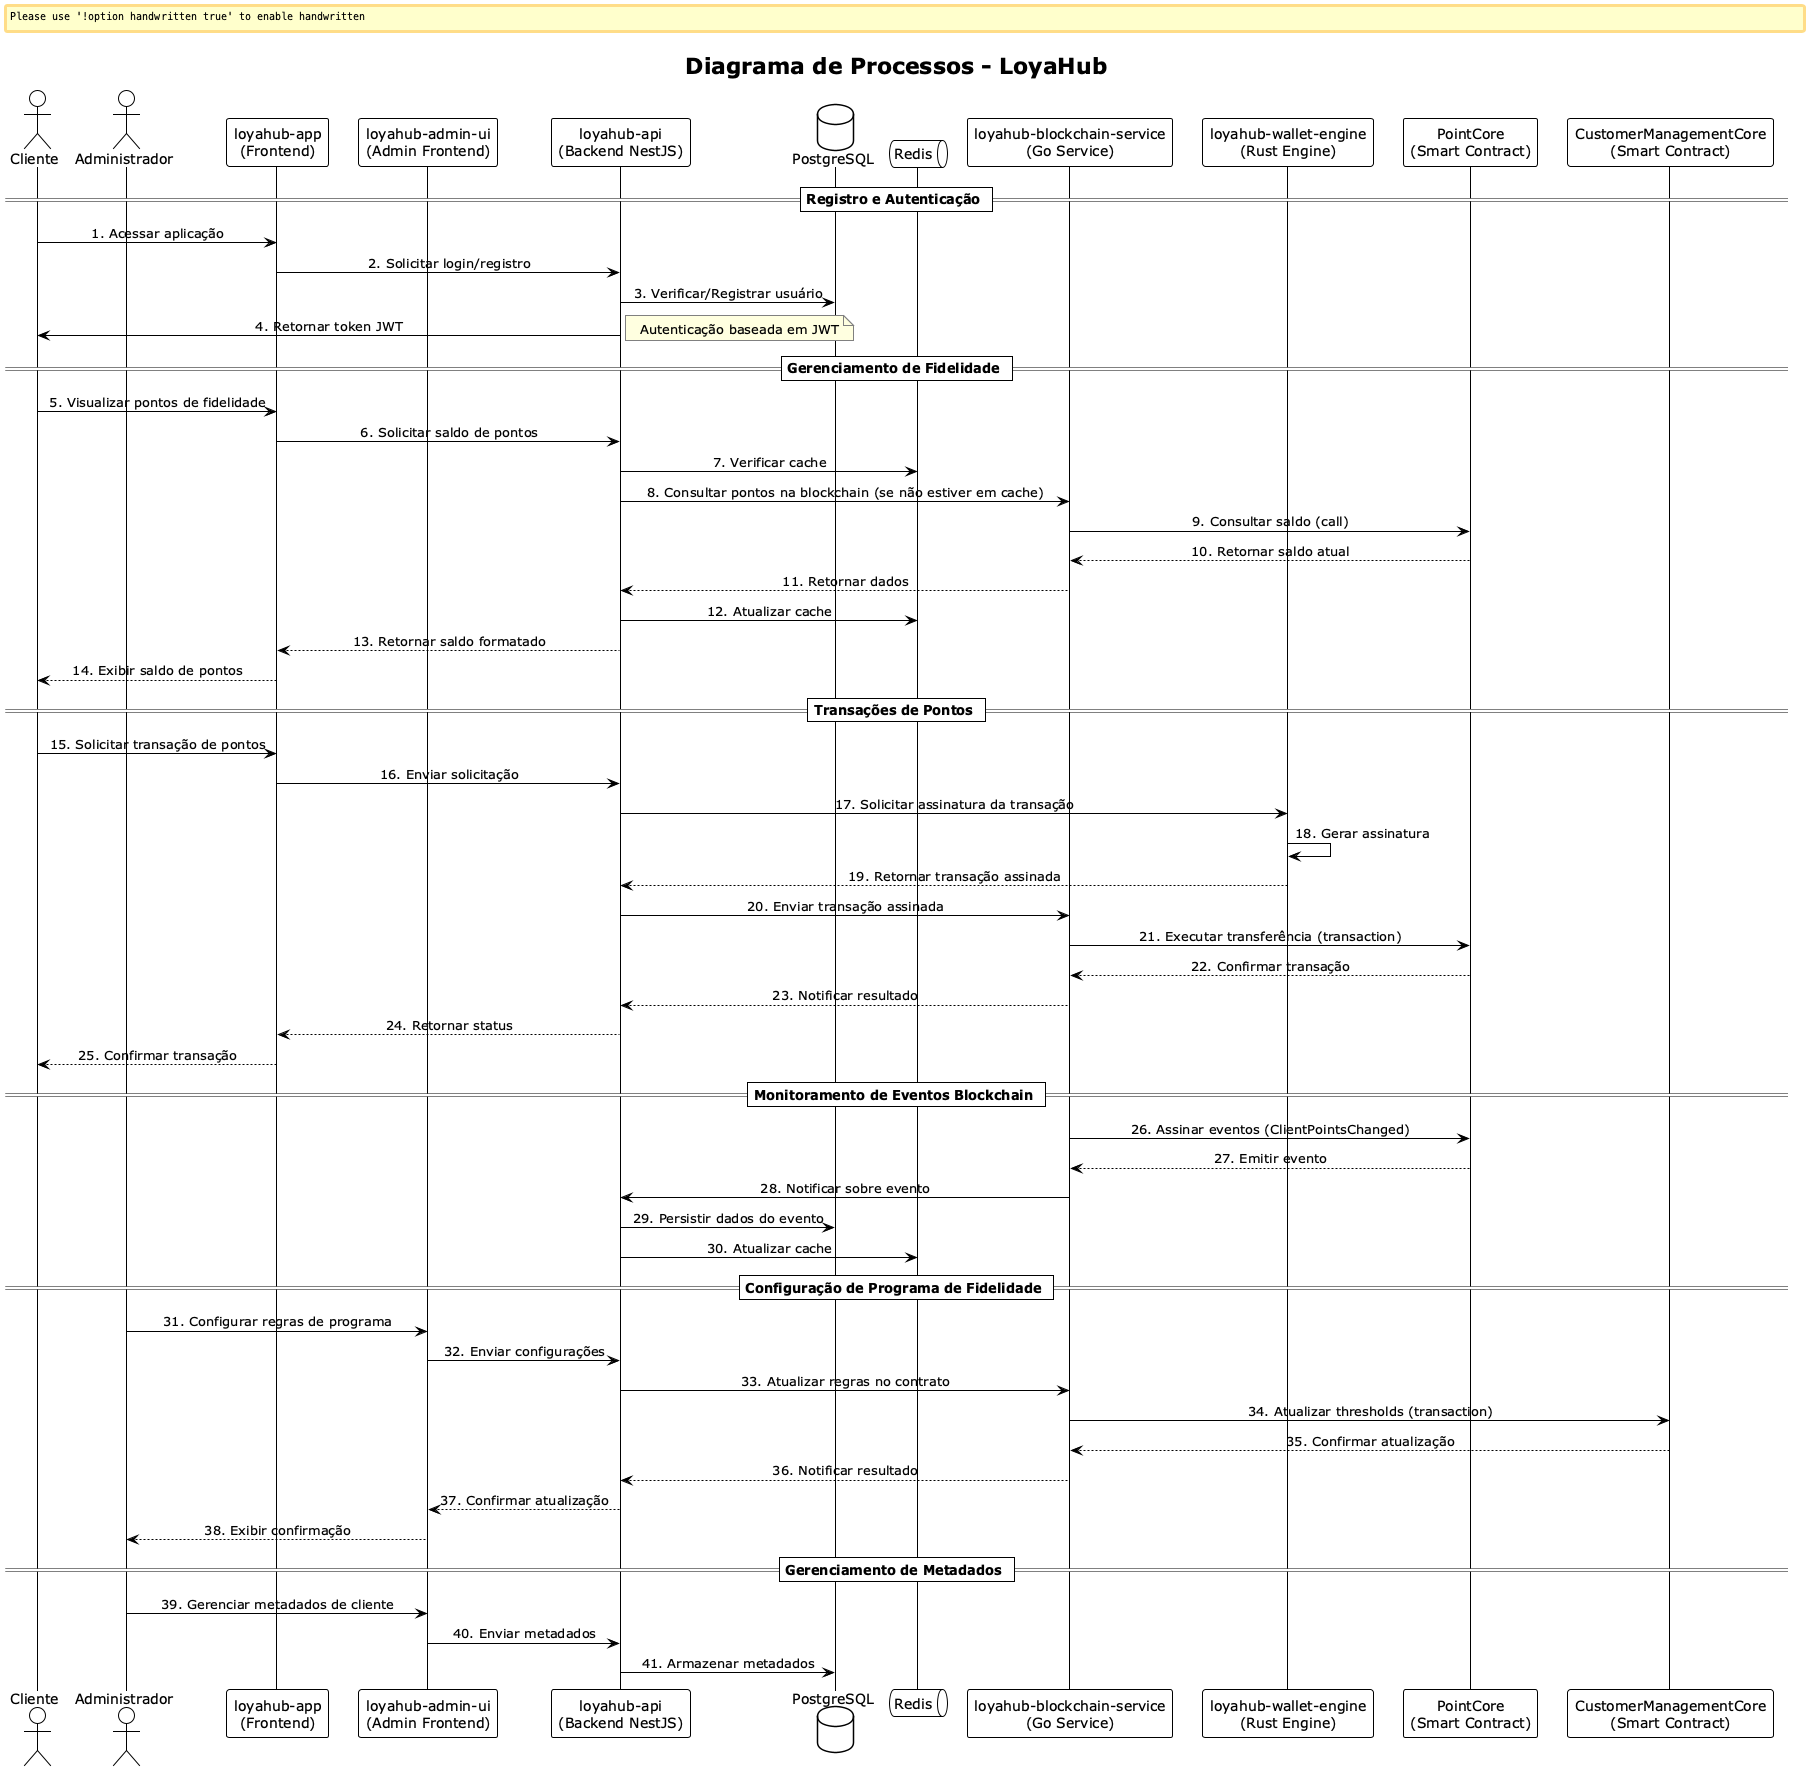 Please use '!option handwritten true' to enable handwritten
Diagrama de Processos - LoyaHub
Cliente
Administrador
loyahub-app
(Frontend)
loyahub-admin-ui
(Admin Frontend)
loyahub-api
(Backend NestJS)
PostgreSQL
Redis
loyahub-blockchain-service
(Go Service)
loyahub-wallet-engine
(Rust Engine)
PointCore
(Smart Contract)
CustomerManagementCore
(Smart Contract)
Registro e Autenticação
1. Acessar aplicação
2. Solicitar login/registro
3. Verificar/Registrar usuário
4. Retornar token JWT
Autenticação baseada em JWT
Gerenciamento de Fidelidade
5. Visualizar pontos de fidelidade
6. Solicitar saldo de pontos
7. Verificar cache
8. Consultar pontos na blockchain (se não estiver em cache)
9. Consultar saldo (call)
10. Retornar saldo atual
11. Retornar dados
12. Atualizar cache
13. Retornar saldo formatado
14. Exibir saldo de pontos
Transações de Pontos
15. Solicitar transação de pontos
16. Enviar solicitação
17. Solicitar assinatura da transação
18. Gerar assinatura
19. Retornar transação assinada
20. Enviar transação assinada
21. Executar transferência (transaction)
22. Confirmar transação
23. Notificar resultado
24. Retornar status
25. Confirmar transação
Monitoramento de Eventos Blockchain
26. Assinar eventos (ClientPointsChanged)
27. Emitir evento
28. Notificar sobre evento
29. Persistir dados do evento
30. Atualizar cache
Configuração de Programa de Fidelidade
31. Configurar regras de programa
32. Enviar configurações
33. Atualizar regras no contrato
34. Atualizar thresholds (transaction)
35. Confirmar atualização
36. Notificar resultado
37. Confirmar atualização
38. Exibir confirmação
Gerenciamento de Metadados
39. Gerenciar metadados de cliente
40. Enviar metadados
41. Armazenar metadados
Cliente
Administrador
loyahub-app
(Frontend)
loyahub-admin-ui
(Admin Frontend)
loyahub-api
(Backend NestJS)
PostgreSQL
Redis
loyahub-blockchain-service
(Go Service)
loyahub-wallet-engine
(Rust Engine)
PointCore
(Smart Contract)
CustomerManagementCore
(Smart Contract)